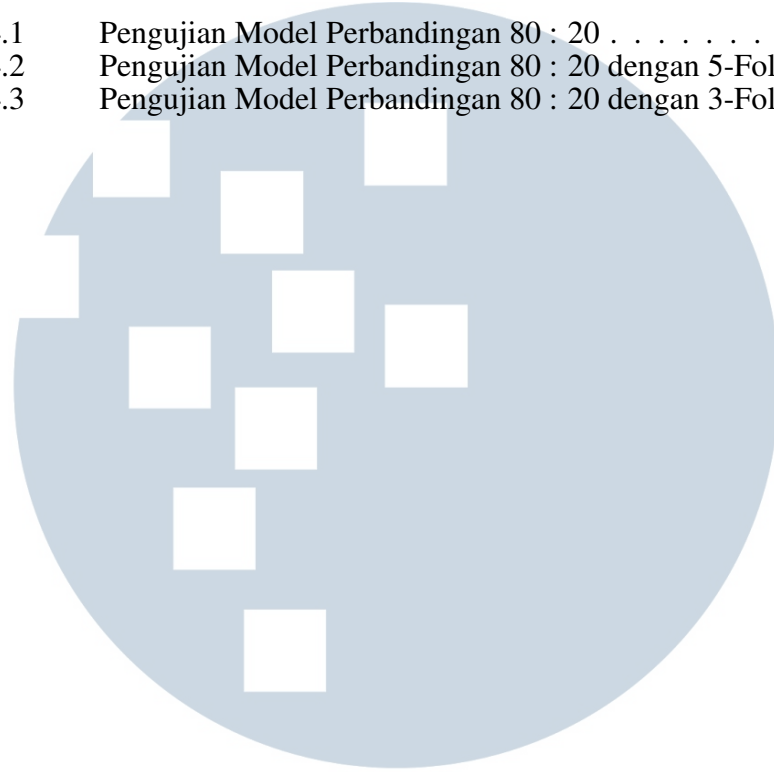 .1 Pengujian Model Perbandingan 80 : 20 . . . . . . .
.2 Pengujian Model Perbandingan 80 : 20 dengan 5-Fol
.3 Pengujian Model Perbandingan 80 : 20 dengan 3-Fol